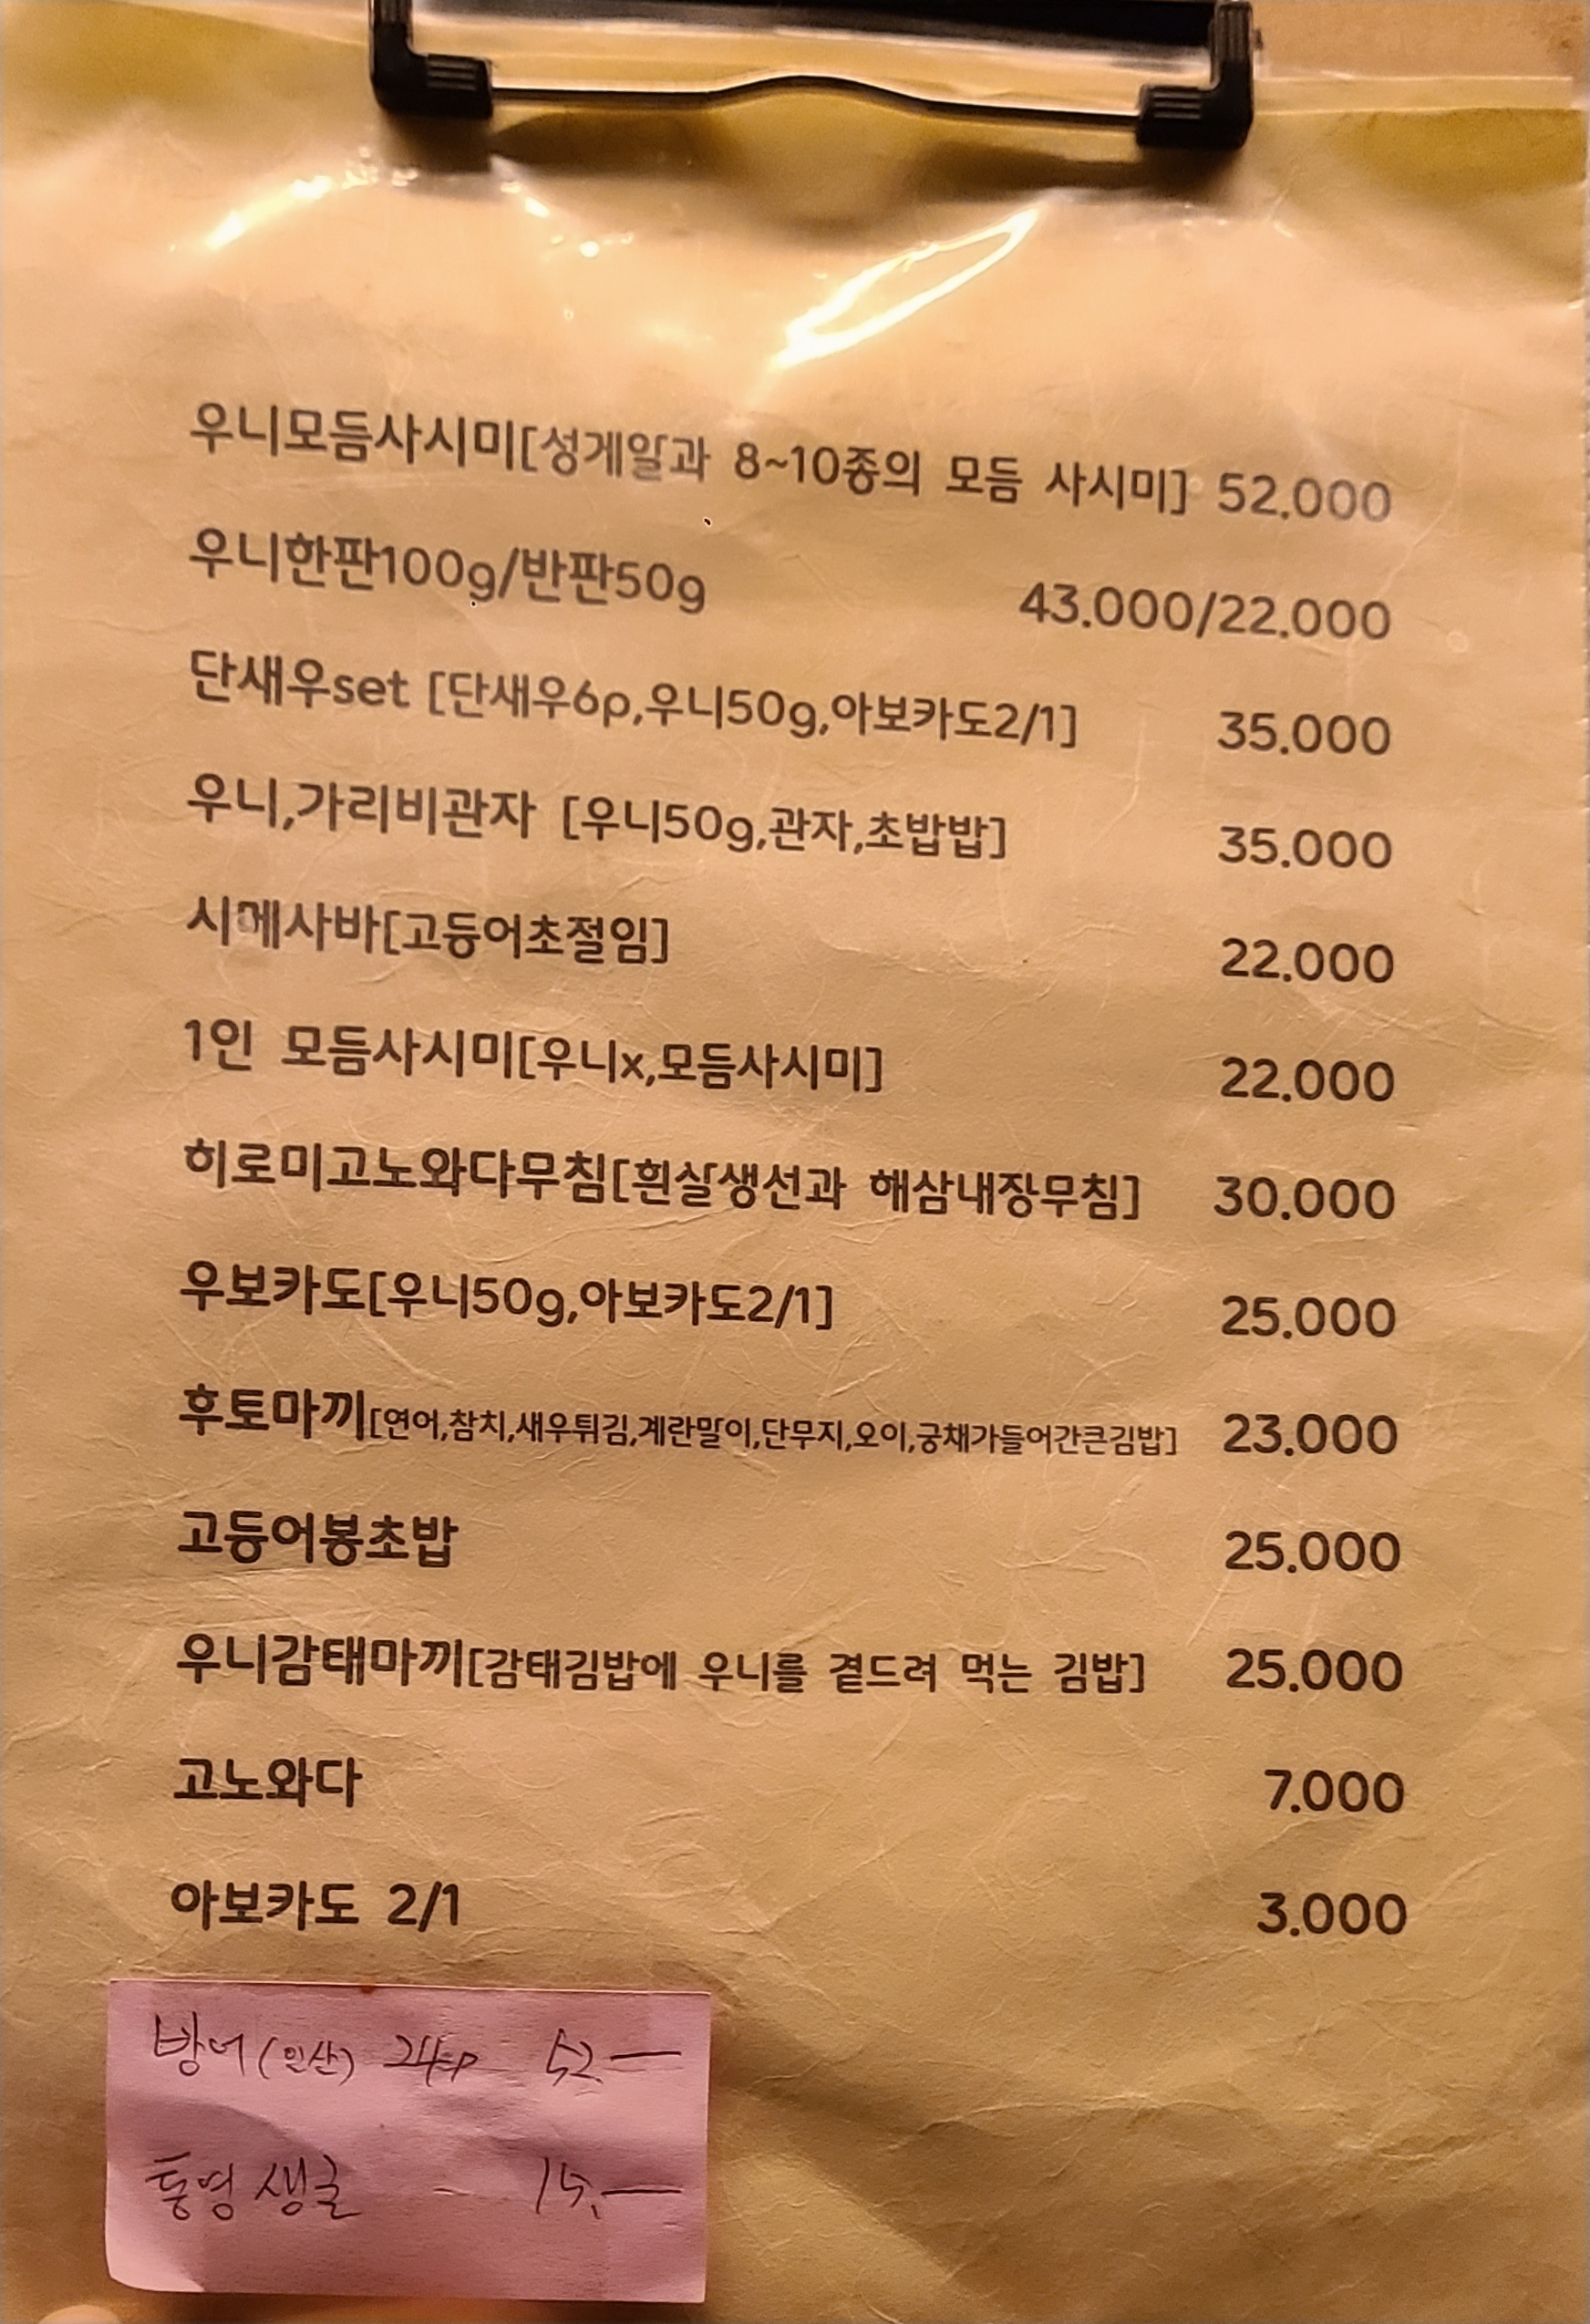 우니모듬사시미[성게알과 8~10종의 모듬 사시미] 52.000
우니한판100g/반판50g 43.000/22.000
단새우set [단새우6p,우니50g,아보카도2/1] 35.000
우니,가리비관자 [우니50g,관자,초밥밥] 35.000
시메사바[고등어초절임] 22.000
1인 모듬사시미[우니x,모듬사시미] 22.000
히로미고노와다무침[흰살생선과 해삼내장무침] 30.000
우보카도[우니50g,아보카도2/1] 25.000
후토마끼[연어,참치,새우튀김,계란말이,단무지,오이,궁채가들어간큰김밥] 23.000
고등어봉초밥 25.000
우니감태마끼[감태김밥에 우니를 곁드려 먹는 김밥] 25.000
고노와다 7.000
아보카도 2/1 3.000
방어 24p 52.—
통영 생굴 - 15.—